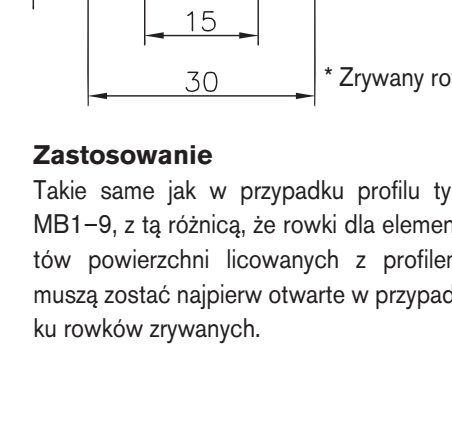 15
30
* Zrywany ro
Zastosowanie
Takie same jak w przypadku profilu ty
MB1–9, z tą różnicą, że rowki dla elemen
tów powierzchni licowanych z profile
muszą zostać najpierw otwarte w przypad
ku rowków zrywanych.